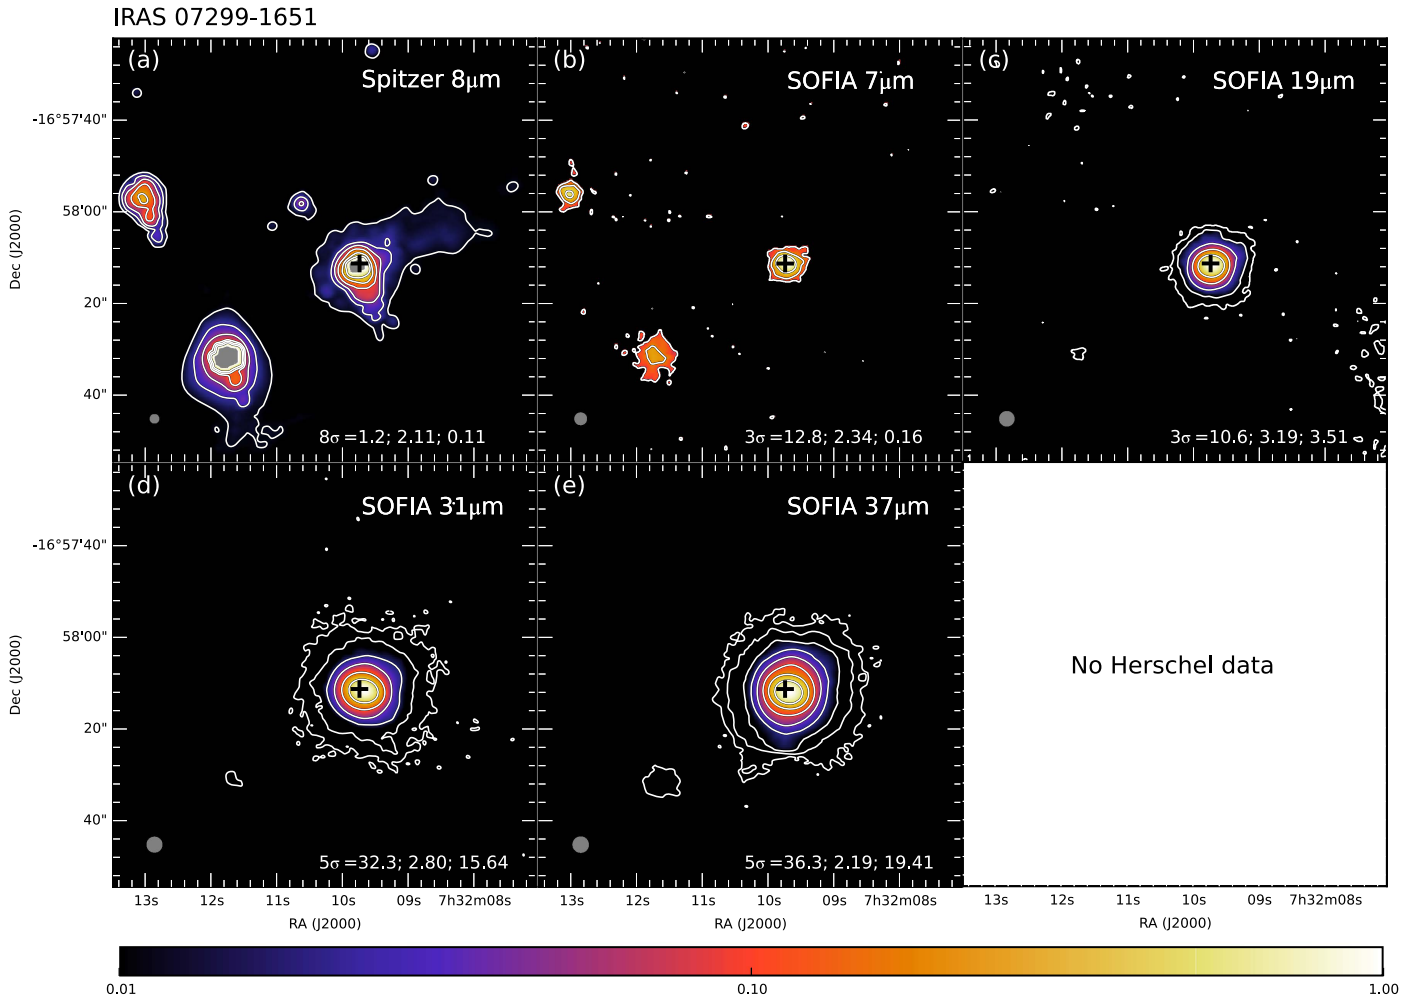 IRAS 07299-1651
(a)
Spitzer 8μm
8σ=1.2; 2.11; 0.11
(b)
SOFIA 7μm
3σ=12.8; 2.34; 0.16
(c)
SOFIA 19μm
3σ=10.6; 3.19; 3.51
Dec (J2000)
-16°57'40"
58'00"
20"
40"
(d)
SOFIA 31μm
5σ=32.3; 2.80; 15.64
(e)
SOFIA 37μm
5σ=36.3; 2.19; 19.41
No Herschel data
Dec (J2000)
-16°57'40"
58'00"
20"
40"
13s 12s 11s 10s 09s 7h32m08s
RA (J2000)
13s 12s 11s 10s 09s 7h32m08s
RA (J2000)
13s 12s 11s 10s 09s 7h32m08s
RA (J2000)
0.01 0.10 1.00